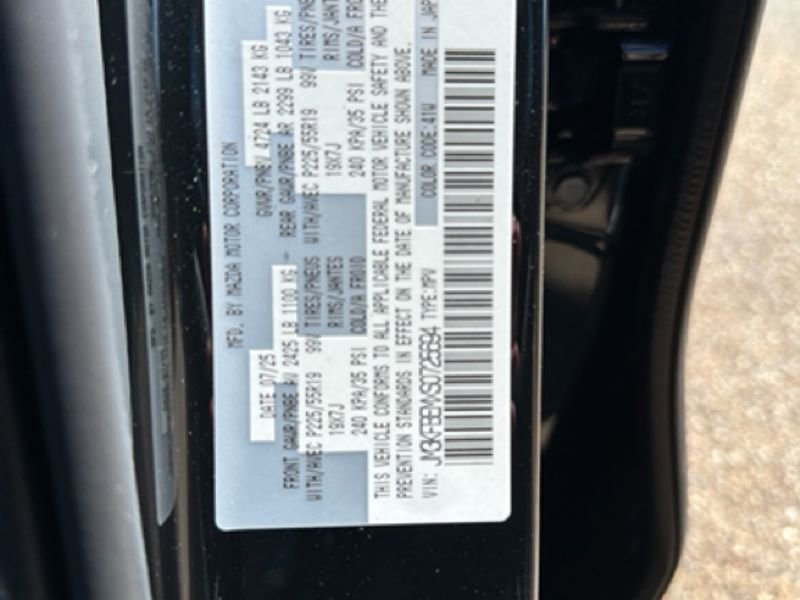 MFD. BY MAZDA MOTOR CORPORATION
DATE 07/25 GVWR/PNBV 4724 LB 2143 KG
FRONT GAWR/PNBE AV 2425 LB 1100 KG - REAR GAWR/PNBE AR 2299 LB 1043 KG
WITH/AVEC P225/55R19 99V TIRES/PNEUS WITH/AVEC P225/55R19 99V TIRES/PNE
19X7J RIMS/JANTES 19X7J RIMS/JANTES
240 KPA/35 PSI COLD/A FROID 240 KPA/35 PSI COLD/A FRO
THIS VEHICLE CONFORMS TO ALL APPLICABLE FEDERAL MOTOR VEHICLE SAFETY AND THE
PREVENTION STANDARDS IN EFFECT ON THE DATE OF MANUFACTURE SHOWN ABOVE.
VIN: TYPE:MPV COLOR CODE:41W MADE IN JAP